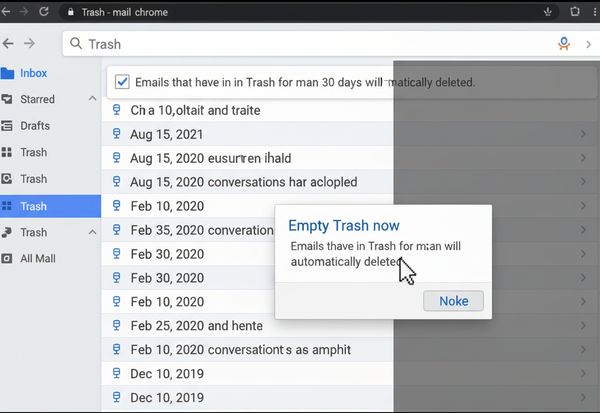 Trash - mail chrome
Trash
Inbox
Starred
Drafts
Trash
Trash
Trash
Trash
All Mall
Emails that heve in in Trash for man 30 days will matically deleted.
Ch a 10,oltait and traite
Aug 15, 2021
Aug 15, 2020 eusurren ihald
Aug 15, 2020 conversations har aclopled
Feb 10, 2020
Feb 35, 2020 converation
Feb 30, 2020
Feb 30, 2020
Feb 10, 2020
Feb 25, 2020 and hente
Feb 10, 2020 conversationt s as amphit
Dec 10, 2019
Dec 10, 2019
Empty Trash now
Emails thave in Trash for mcan will
automatically deleted
Noke